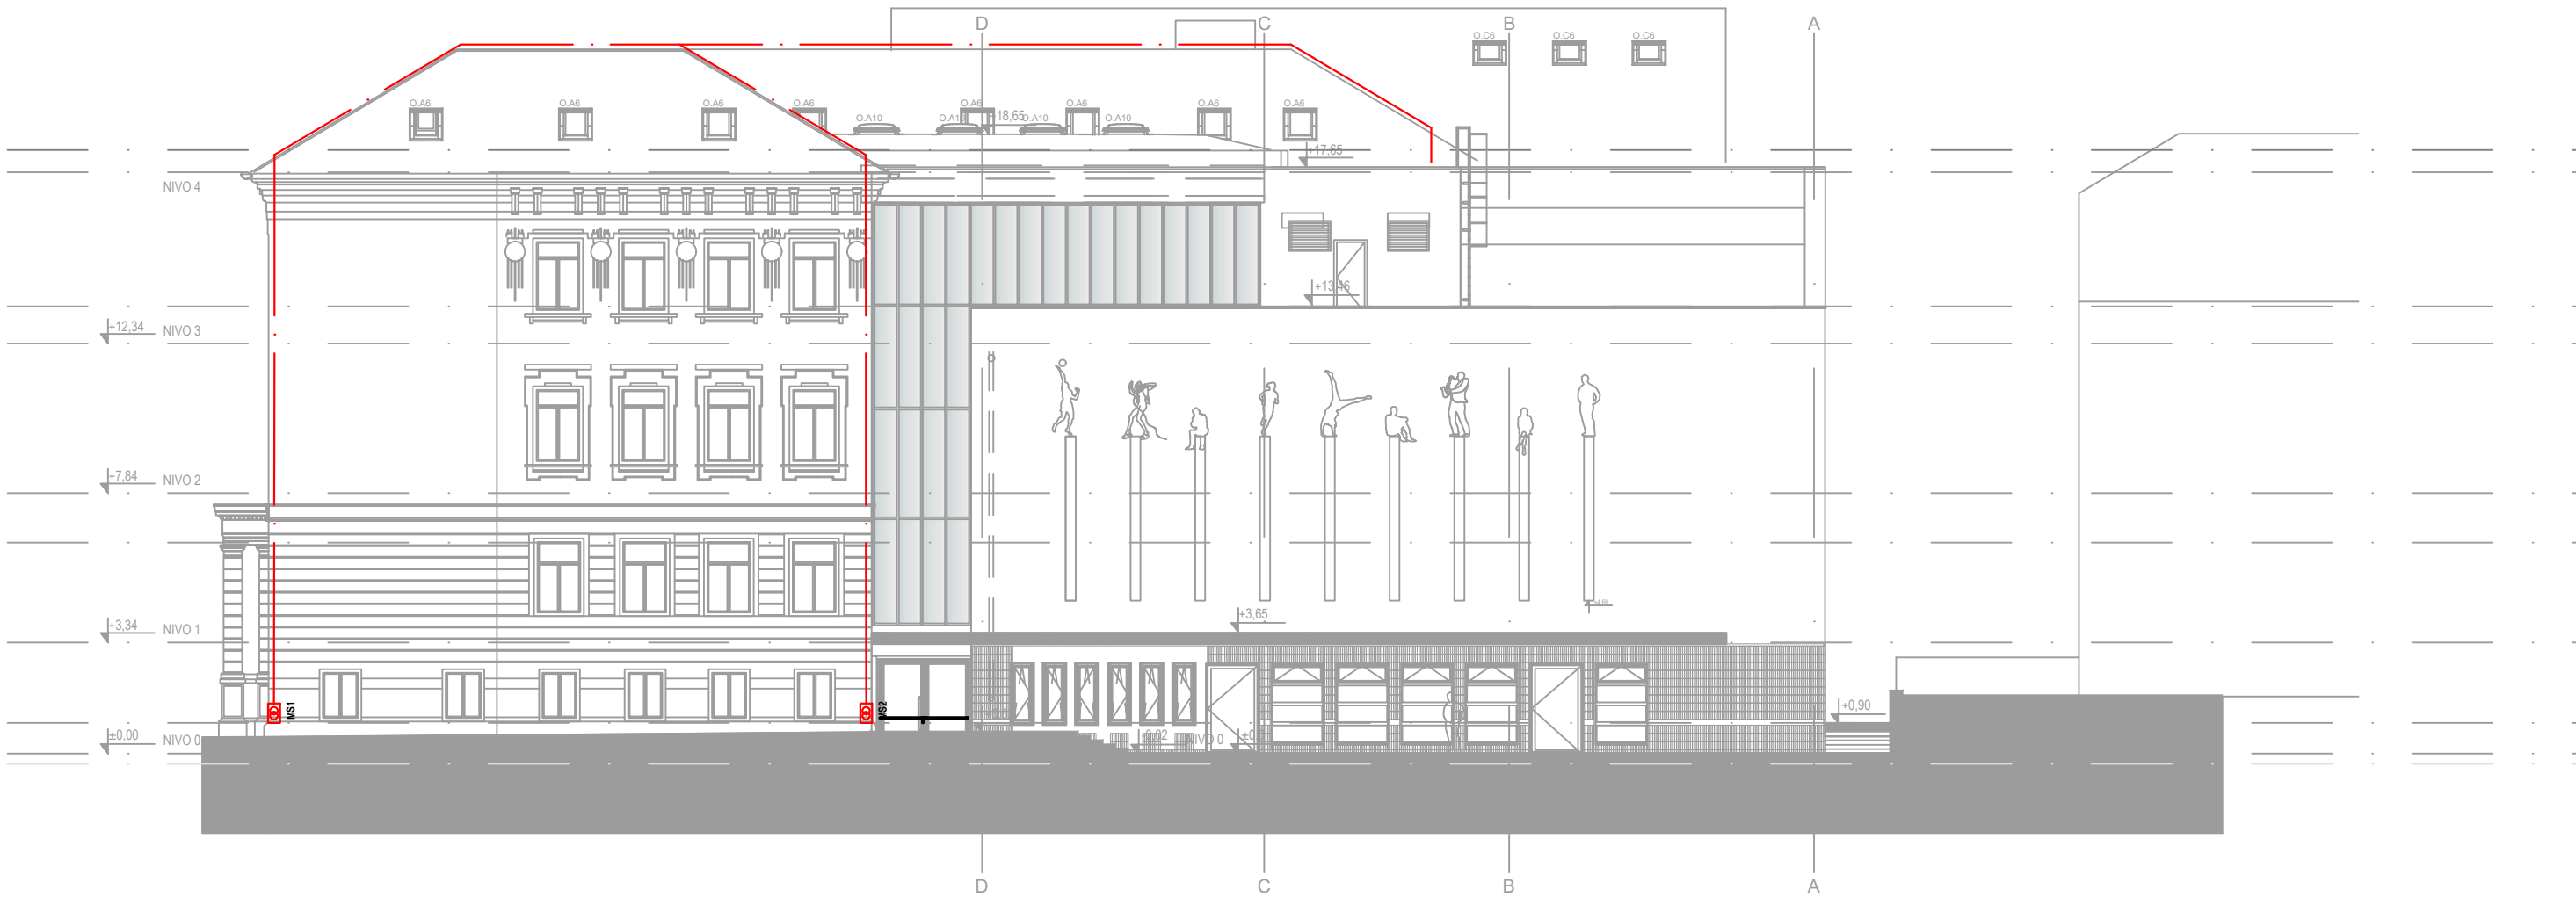 D C B A
O.C6 O.C6 O.C6
O.A6 O.A6 O.A6 O.A6 O.A6 O.A6 O.A6 O.A6
O.A10 O.A10 +18,65 O.A10 O.A10
+17,65
NIVO 4
+13,46
+12,34 NIVO 3
+7,84 NIVO 2
+3,65
+3,34 NIVO 1
+0,90
MS1
MS2
±0,00 NIVO 0
NIVO 0
D C B A